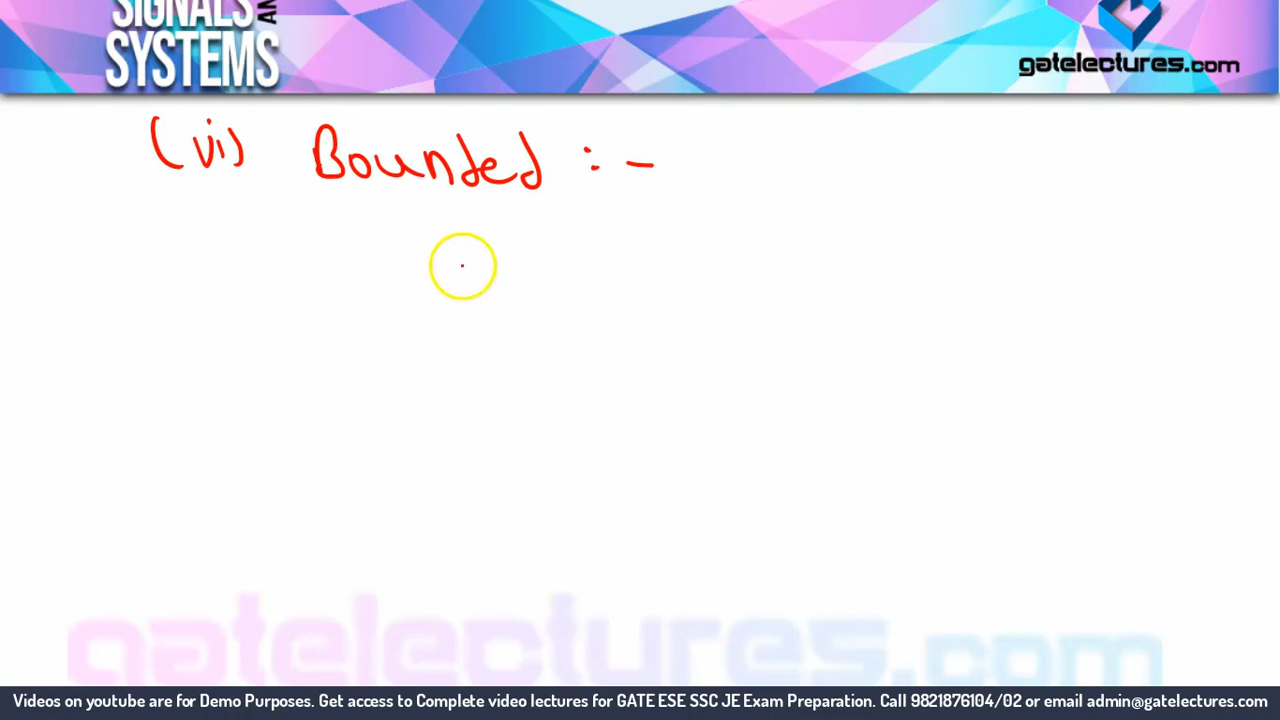 SIGNALS AND
SYSTEMS
gatelectures.com
(vi) Bounded : -
gatelectures.com
Videos on youtube are for Demo Purposes. Get access to Complete video lectures for GATE ESE SSC JE Exam Preparation. Call 9821876104/02 or email admin@gatelectures.com